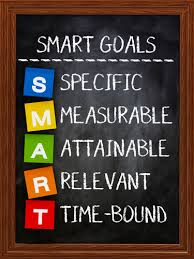 SMART GOALS
S SPECIFIC
M MEASURABLE
A ATTAINABLE
R RELEVANT
T TIME-BOUND